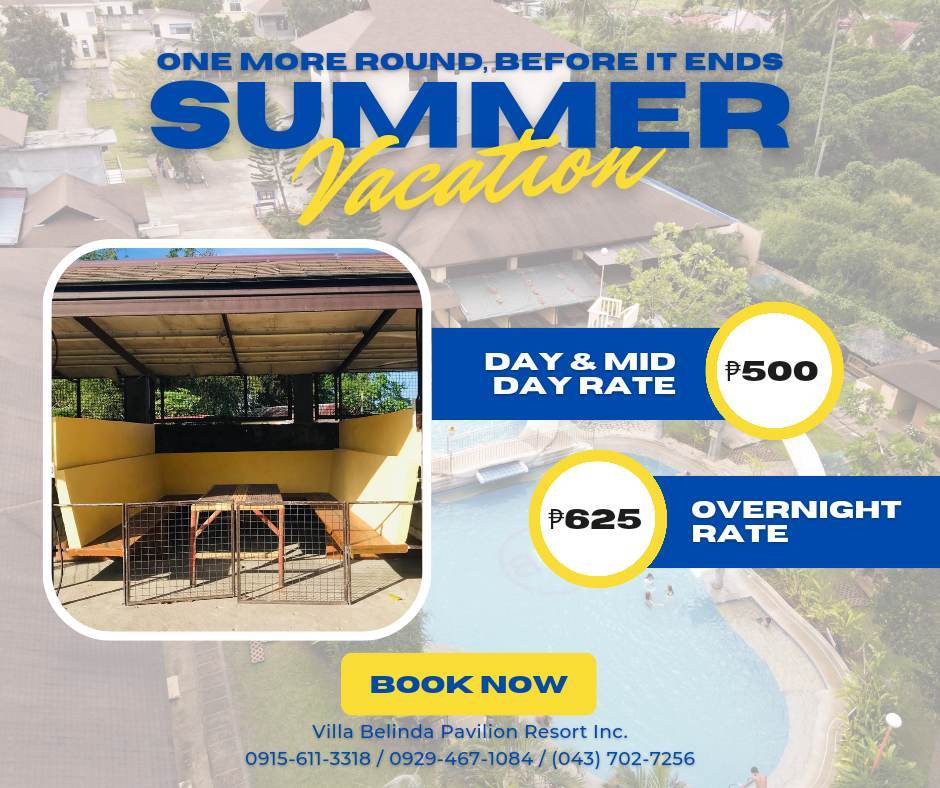 ONE MORE ROUND, BEFORE IT ENDS
SUMMER
Vacation
DAY & MID
DAY RATE
₱500
₱625
OVERNIGHT
RATE
BOOK NOW
Villa Belinda Pavilion Resort Inc.
0915-611-3318 / 0929-467-1084 / (043) 702-7256